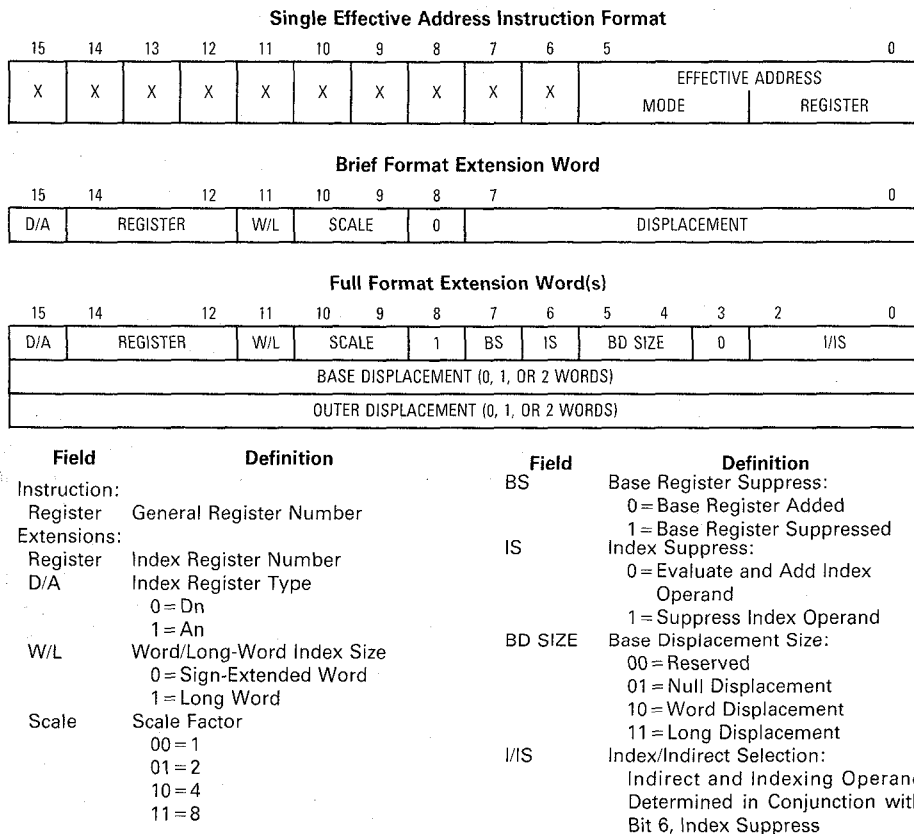 Single Effective Address Instruction Format
15 14 13 12 11 10 9 8 7 6 5 0
X X X X X X X X X X EFFECTIVE ADDRESS
MODE REGISTER
Brief Format Extension Word
15 14 12 11 10 9 8 7 0
D/A REGISTER W/L SCALE 0 DISPLACEMENT
Full Format Extension Word(s)
15 14 12 11 10 9 8 7 6 5 4 3 2 0
D/A REGISTER W/L SCALE 1 BS IS BD SIZE 0 I/IS
BASE DISPLACEMENT (0, 1, OR 2 WORDS)
OUTER DISPLACEMENT (0, 1, OR 2 WORDS)
Field Definition
Instruction:
Register General Register Number
Extensions:
Register Index Register Number
D/A Index Register Type
0=Dn
1=An
W/L Word/Long-Word Index Size
0=Sign-Extended Word
1=Long Word
Scale Scale Factor
00=1
01=2
10=4
11=8
Field Definition
BS Base Register Suppress:
0=Base Register Added
1=Base Register Suppressed
IS Index Suppress:
0=Evaluate and Add Index
Operand
1=Suppress Index Operand
BD SIZE Base Displacement Size:
00=Reserved
01=Null Displacement
10=Word Displacement
11=Long Displacement
I/IS Index/Indirect Selection:
Indirect and Indexing Operand
Determined in Conjunction with
Bit 6, Index Suppress